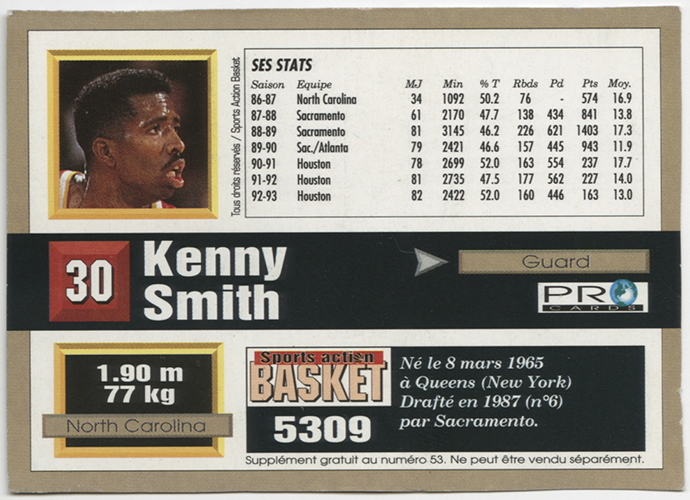 SES STATS
Saison Equipe MJ Min % T Rbds Pd Pts Moy.
86-87 North Carolina 34 1092 50.2 76 - 574 16.9
87-88 Sacramento 61 2170 47.7 138 434 841 13.8
88-89 Sacramento 81 3145 46.2 226 621 1403 17.3
89-90 Sac./Atlanta 79 2421 46.6 157 445 943 11.9
90-91 Houston 78 2699 52.0 163 554 237 17.7
91-92 Houston 81 2735 47.5 177 562 227 14.0
92-93 Houston 82 2422 52.0 160 446 163 13.0
Tous droits réservés / Sports Action Basket
30
Kenny
Smith
Guard
PRO
CARDS
1.90 m
77 kg
North Carolina
Sports action
BASKET
5309
Né le 8 mars 1965
à Queens (New York)
Drafté en 1987 (n°6)
par Sacramento.
Supplément gratuit au numéro 53. Ne peut être vendu séparément.